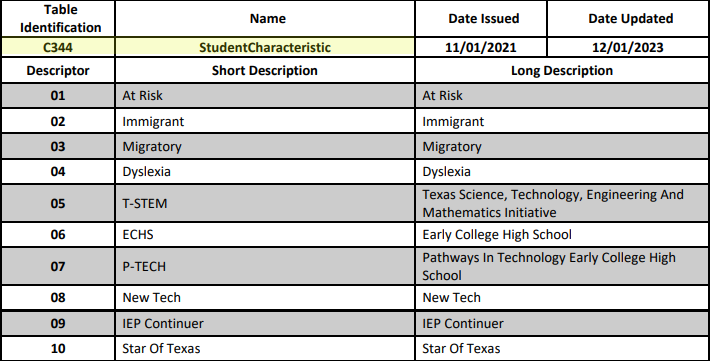 Table Identification Name Date Issued Date Updated
C344 StudentCharacteristic 11/01/2021 12/01/2023
Descriptor Short Description Long Description
01 At Risk At Risk
02 Immigrant Immigrant
03 Migratory Migratory
04 Dyslexia Dyslexia
05 T-STEM Texas Science, Technology, Engineering And
Mathematics Initiative
06 ECHS Early College High School
07 P-TECH Pathways In Technology Early College High
School
08 New Tech New Tech
09 IEP Continuer IEP Continuer
10 Star Of Texas Star Of Texas